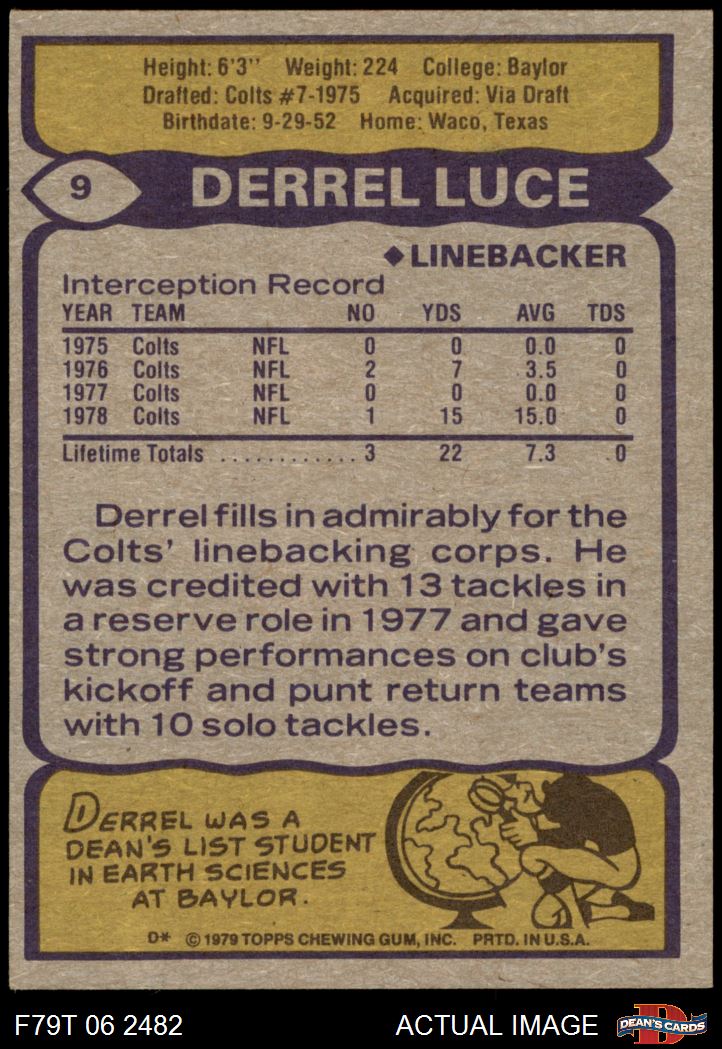 Height: 6'3'' Weight: 224 College: Baylor
Drafted: Colts #7-1975 Acquired: Via Draft
Birthdate: 9-29-52 Home: Waco, Texas
9 DERREL LUCE
◆LINEBACKER
Interception Record
YEAR TEAM NO YDS AVG TDS
1975 Colts NFL 0 0 0.0 0
1976 Colts NFL 2 7 3.5 0
1977 Colts NFL 0 0 0.0 0
1978 Colts NFL 1 15 15.0 0
Lifetime Totals ............ 3 22 7.3 0
Derrel fills in admirably for the
Colts' linebacking corps. He
was credited with 13 tackles in
a reserve role in 1977 and gave
strong performances on club's
kickoff and punt return teams
with 10 solo tackles.
DERREL WAS A
DEAN'S LIST STUDENT
IN EARTH SCIENCES
AT BAYLOR.
D* © 1979 TOPPS CHEWING GUM, INC. PRTD. IN U.S.A.
F79T 06 2482 ACTUAL IMAGE D DEAN'S CARDS